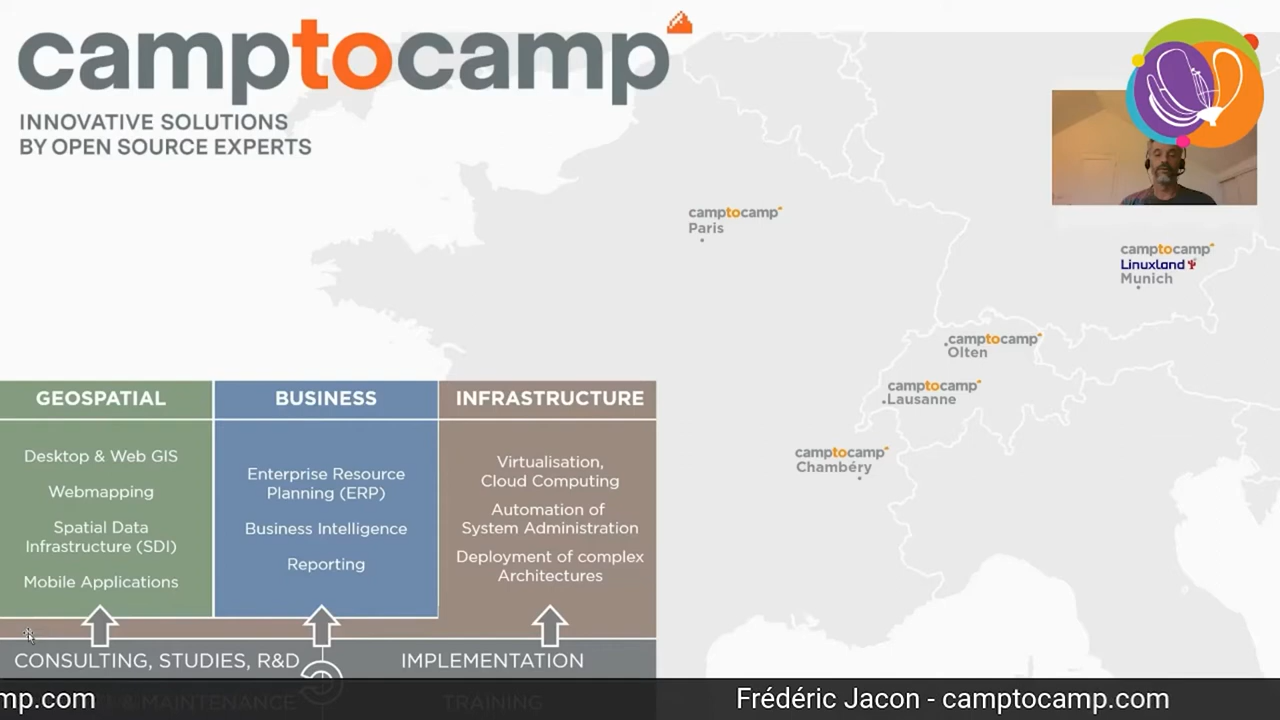 camptocamp
INNOVATIVE SOLUTIONS
BY OPEN SOURCE EXPERTS
camptocamp
Paris
camptocamp
Linuxland
Munich
camptocamp
Olten
camptocamp
Lausanne
camptocamp
Chambéry
GEOSPATIAL
Desktop & Web GIS
Webmapping
Spatial Data
Infrastructure (SDI)
Mobile Applications
BUSINESS
Enterprise Resource
Planning (ERP)
Business Intelligence
Reporting
INFRASTRUCTURE
Virtualisation,
Cloud Computing
Automation of
System Administration
Deployment of complex
Architectures
CONSULTING, STUDIES, R&D
IMPLEMENTATION
& MAINTENANCE
TRAINING
mp.com
Frédéric Jacon - camptocamp.com